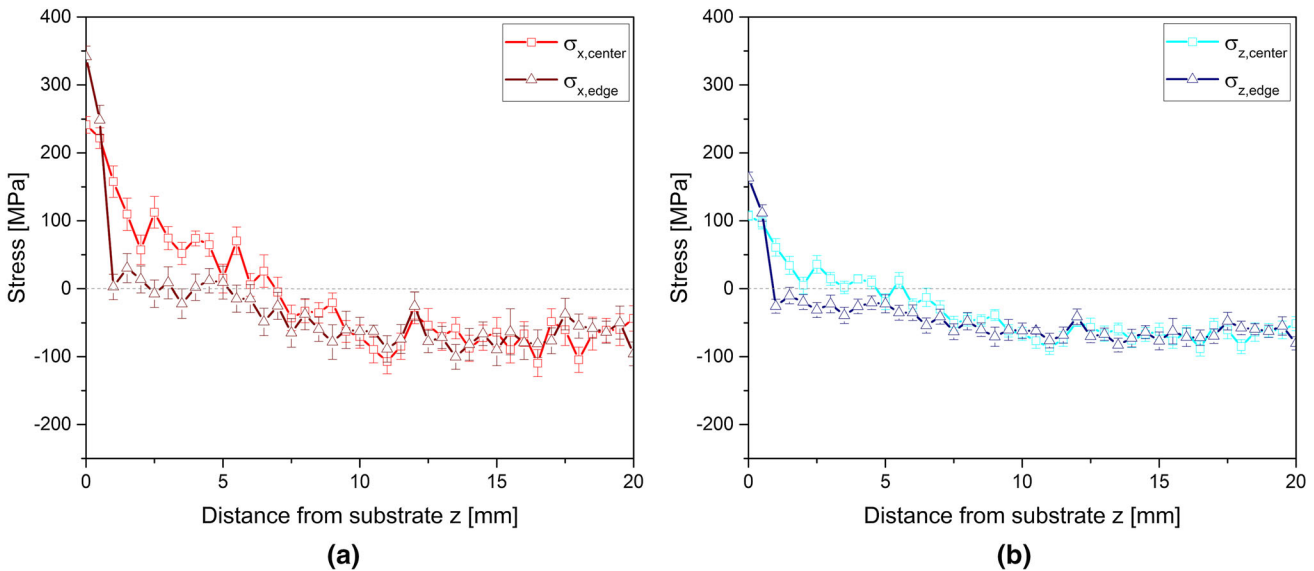 400
300
200
100
0
-100
-200
Stress [MPa]
σx,center
σx,edge
0 5 10 15 20
Distance from substrate z [mm]
(a)
400
300
200
100
0
-100
-200
Stress [MPa]
σz,center
σz,edge
0 5 10 15 20
Distance from substrate z [mm]
(b)